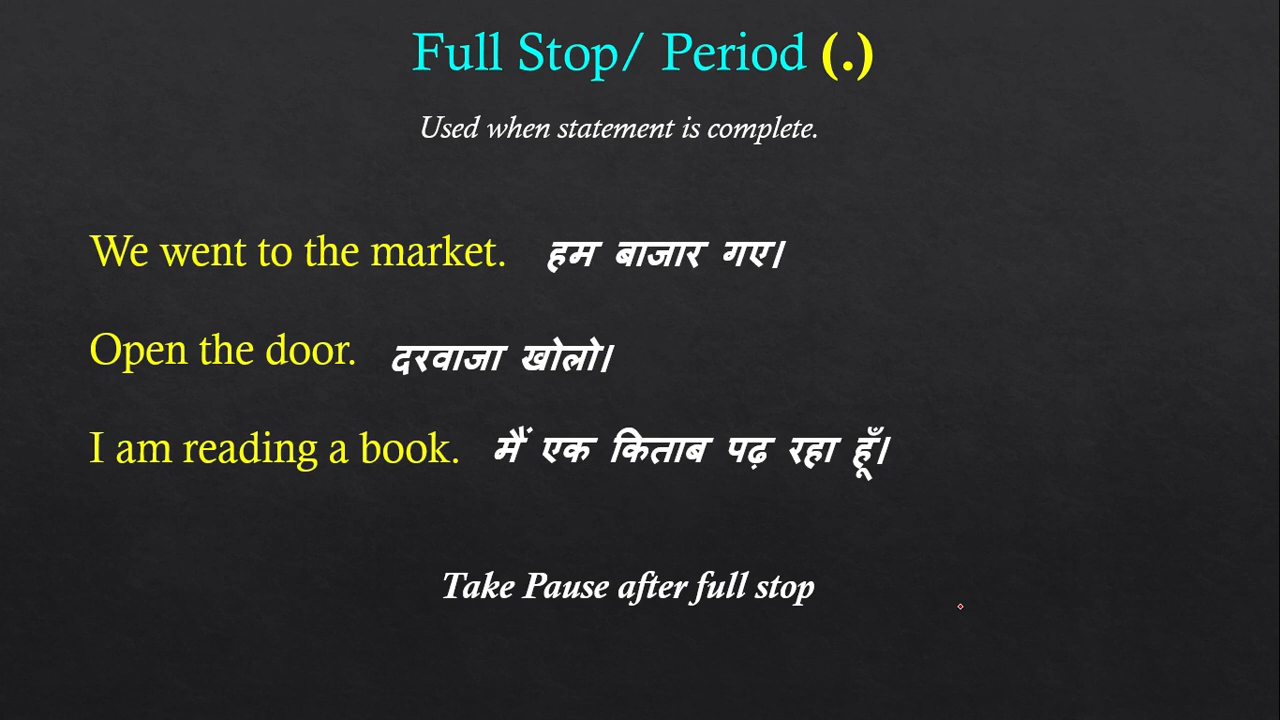 Full Stop/ Period (.)
Used when statement is complete.
We went to the market. हम बाजार गए।
Open the door. दरवाजा खोलो।
I am reading a book. मैं एक किताब पढ़ रहा हूँ।
Take Pause after full stop